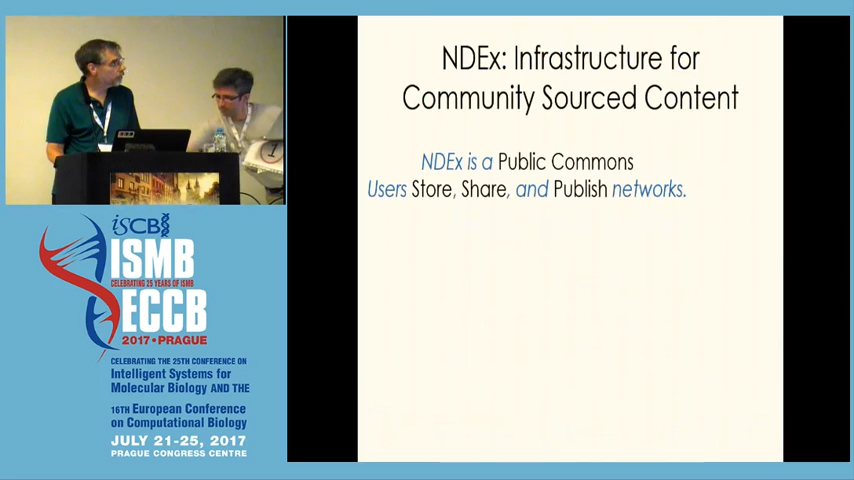 NDEx: Infrastructure for
Community Sourced Content
NDEx is a Public Commons
Users Store, Share, and Publish networks.
1
iSCB
ISMB
CELEBRATING 25 YEARS OF ISMB
ECCB
2017 • PRAGUE
CELEBRATING THE 25TH CONFERENCE ON
Intelligent Systems for
Molecular Biology AND THE
16TH European Conference
on Computational Biology
JULY 21-25, 2017
PRAGUE CONGRESS CENTRE